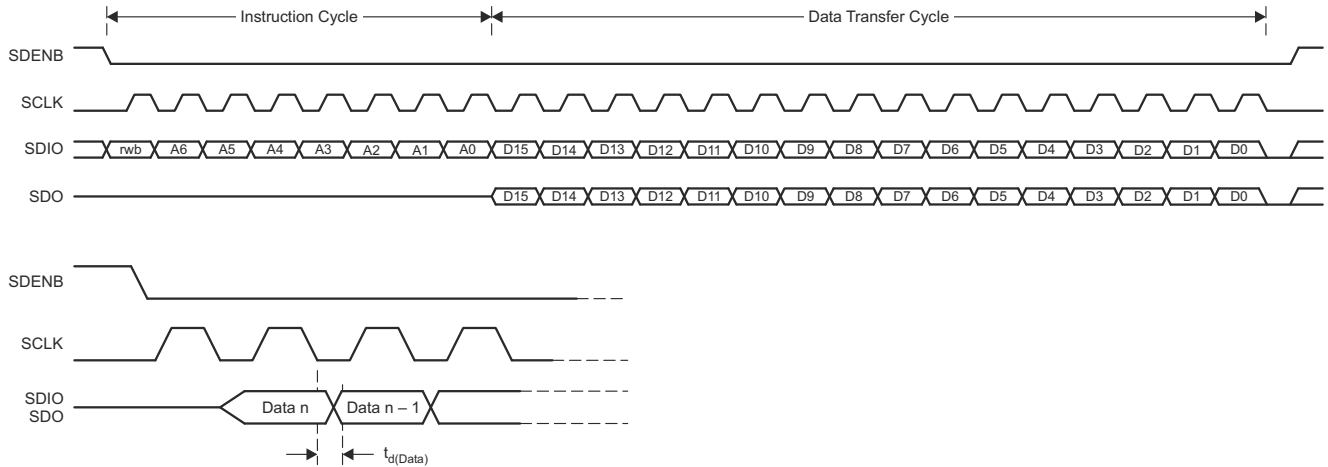 Instruction Cycle Data Transfer Cycle
SDENB
SCLK
SDIO rwb A6 A5 A4 A3 A2 A1 A0 D15 D14 D13 D12 D11 D10 D9 D8 D7 D6 D5 D4 D3 D2 D1 D0
SDO D15 D14 D13 D12 D11 D10 D9 D8 D7 D6 D5 D4 D3 D2 D1 D0
SDENB
SCLK
SDIO
SDO
Data n Data n – 1
td(Data)